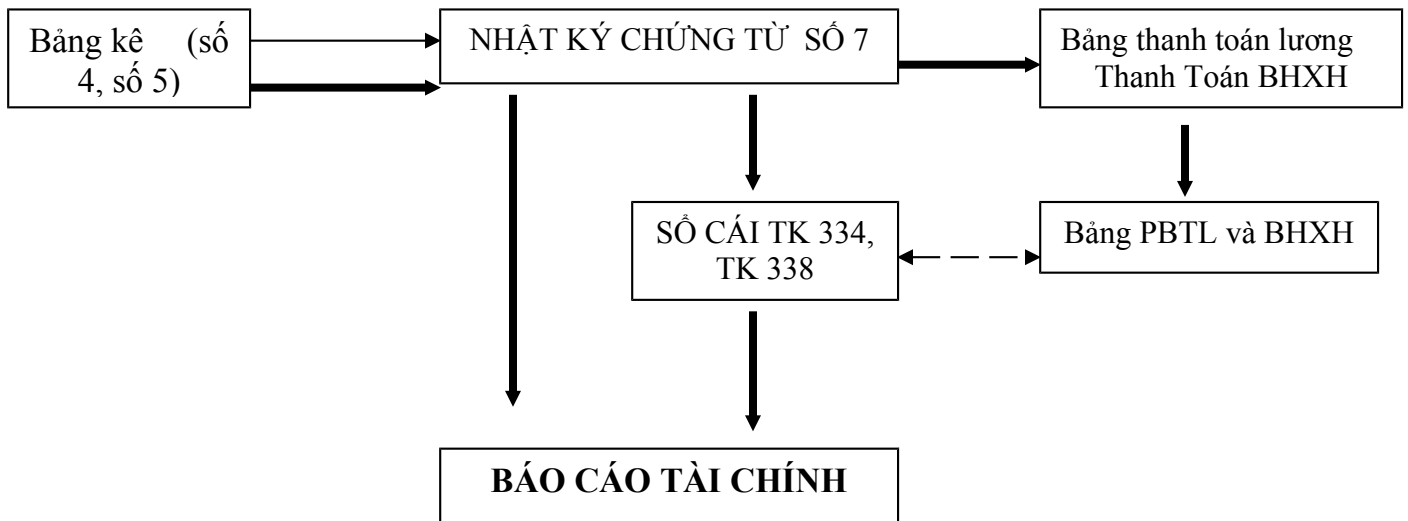 Bảng kê (số
4, số 5)
NHẬT KÝ CHỨNG TỪ SỐ 7
Bảng thanh toán lương
Thanh Toán BHXH
SỔ CÁI TK 334,
TK 338
Bảng PBTL và BHXH
BÁO CÁO TÀI CHÍNH